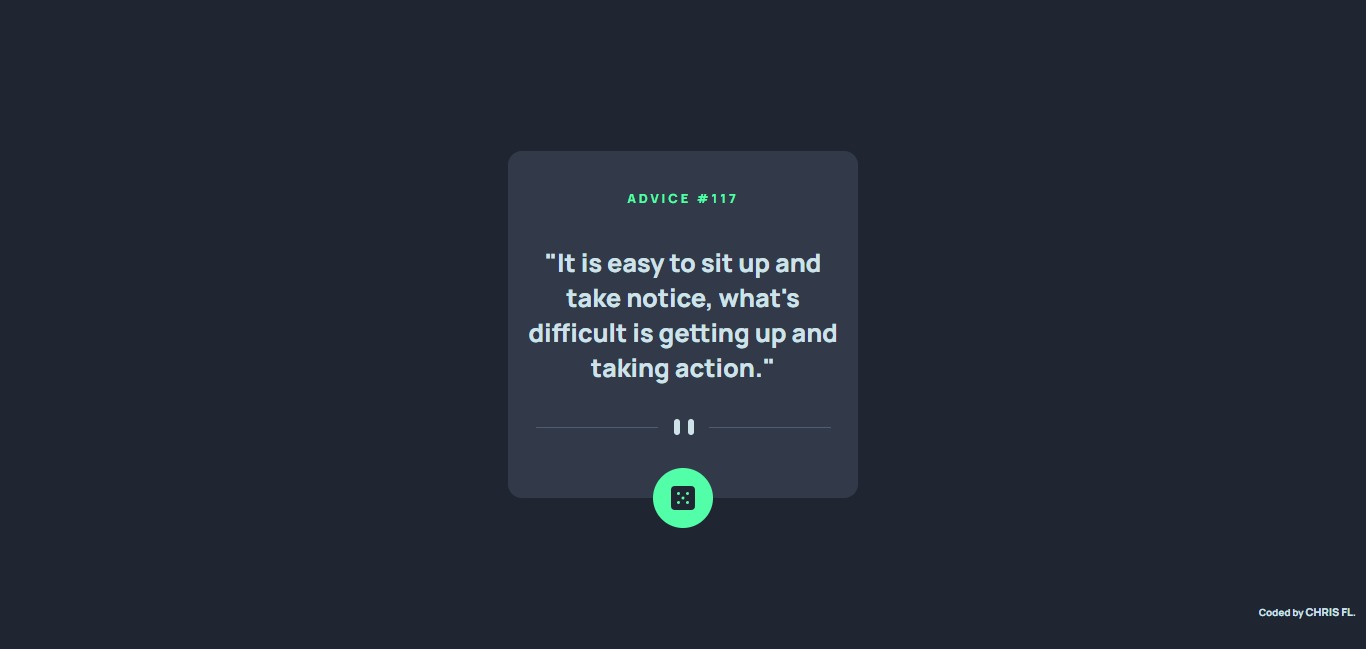 ADVICE #117
"It is easy to sit up and
take notice, what's
difficult is getting up and
taking action."
Coded by CHRIS FL.